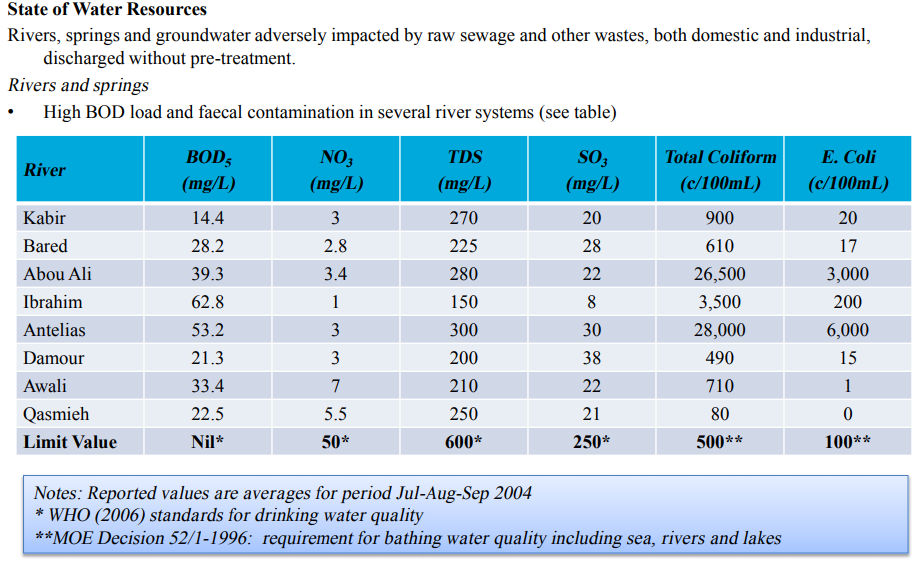 State of Water Resources
Rivers, springs and groundwater adversely impacted by raw sewage and other wastes, both domestic and industrial,
discharged without pre-treatment.
Rivers and springs
• High BOD load and faecal contamination in several river systems (see table)
River BOD5 (mg/L) NO3 (mg/L) TDS (mg/L) SO3 (mg/L) Total Coliform (c/100mL) E. Coli (c/100mL)
Kabir 14.4 3 270 20 900 20
Bared 28.2 2.8 225 28 610 17
Abou Ali 39.3 3.4 280 22 26,500 3,000
Ibrahim 62.8 1 150 8 3,500 200
Antelias 53.2 3 300 30 28,000 6,000
Damour 21.3 3 200 38 490 15
Awali 33.4 7 210 22 710 1
Qasmieh 22.5 5.5 250 21 80 0
Limit Value Nil* 50* 600* 250* 500** 100**
Notes: Reported values are averages for period Jul-Aug-Sep 2004
* WHO (2006) standards for drinking water quality
**MOE Decision 52/1-1996: requirement for bathing water quality including sea, rivers and lakes